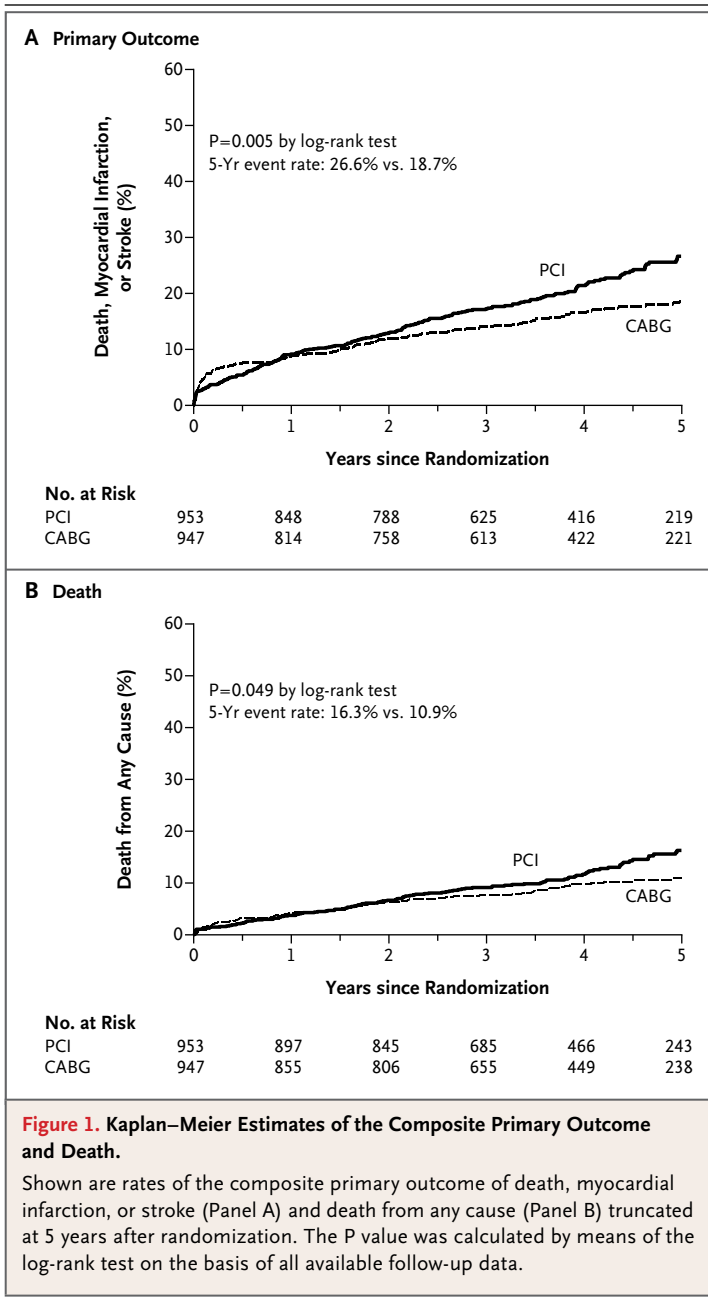 A Primary Outcome
60
50
40
30
20
10
0
Death, Myocardial Infarction,
or Stroke (%)
P=0.005 by log-rank test
5-Yr event rate: 26.6% vs. 18.7%
PCI
CABG
0 1 2 3 4 5
Years since Randomization
No. at Risk
PCI 953 848 788 625 416 219
CABG 947 814 758 613 422 221
B Death
60
50
40
30
20
10
0
Death from Any Cause (%)
P=0.049 by log-rank test
5-Yr event rate: 16.3% vs. 10.9%
PCI
CABG
0 1 2 3 4 5
Years since Randomization
No. at Risk
PCI 953 897 845 685 466 243
CABG 947 855 806 655 449 238
Figure 1. Kaplan–Meier Estimates of the Composite Primary Outcome
and Death.
Shown are rates of the composite primary outcome of death, myocardial
infarction, or stroke (Panel A) and death from any cause (Panel B) truncated
at 5 years after randomization. The P value was calculated by means of the
log-rank test on the basis of all available follow-up data.